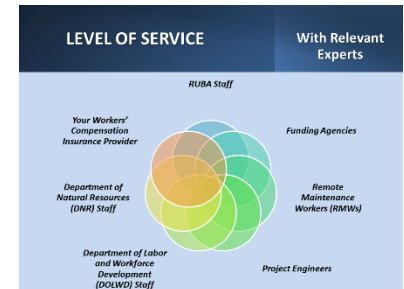 LEVEL OF SERVICE
With Relevant
Experts
RUBA Staff
Your Workers'
Compensation
Insurance Provider
Funding Agencies
Department of
Natural Resources
(DNR) Staff
Remote
Maintenance
Workers (RMWs)
Department of Labor
and Workforce
Development
(DOLWD) Staff
Project Engineers